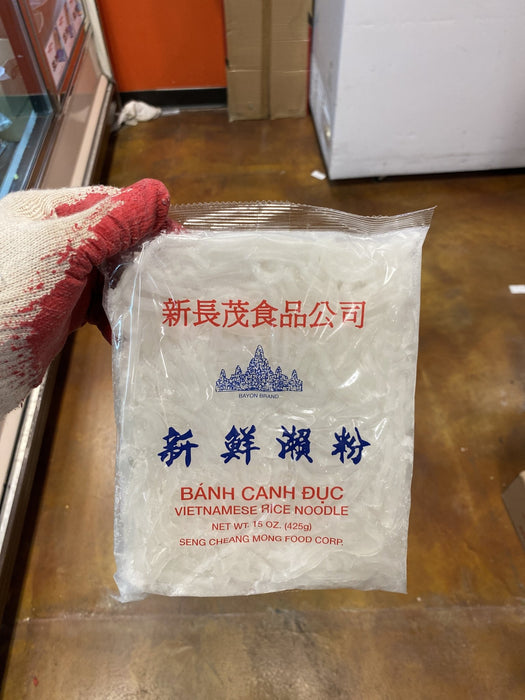 新長茂食品公司
BAYON BRAND
新鮮瀨粉
BÁNH CANH ĐỤC
VIETNAMESE RICE NOODLE
NET WT. 15 OZ. (425g)
SENG CHEANG MONG FOOD CORP.